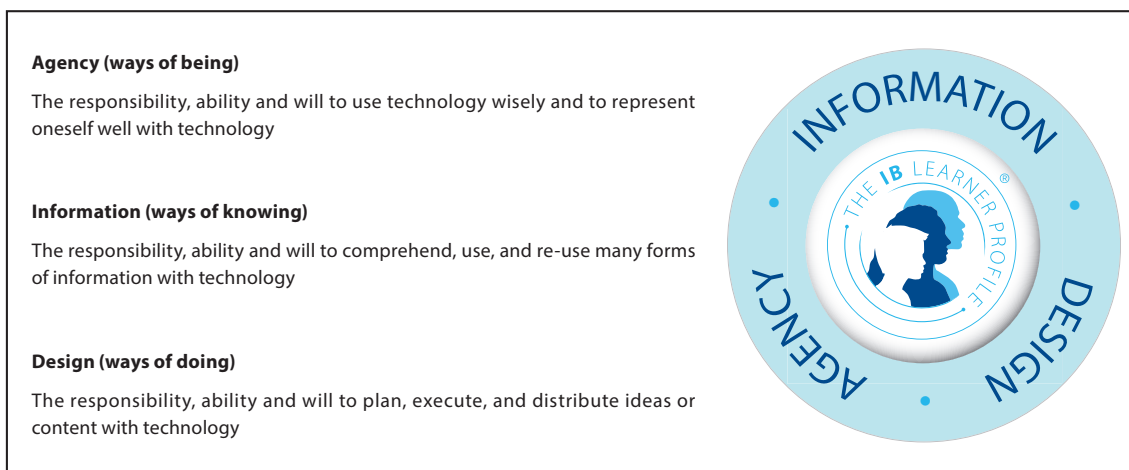 Agency (ways of being)
The responsibility, ability and will to use technology wisely and to represent
oneself well with technology
Information (ways of knowing)
The responsibility, ability and will to comprehend, use, and re-use many forms
of information with technology
Design (ways of doing)
The responsibility, ability and will to plan, execute, and distribute ideas or
content with technology
INFORMATION
THE IB LEARNER PROFILE ®
AGENCY
DESIGN